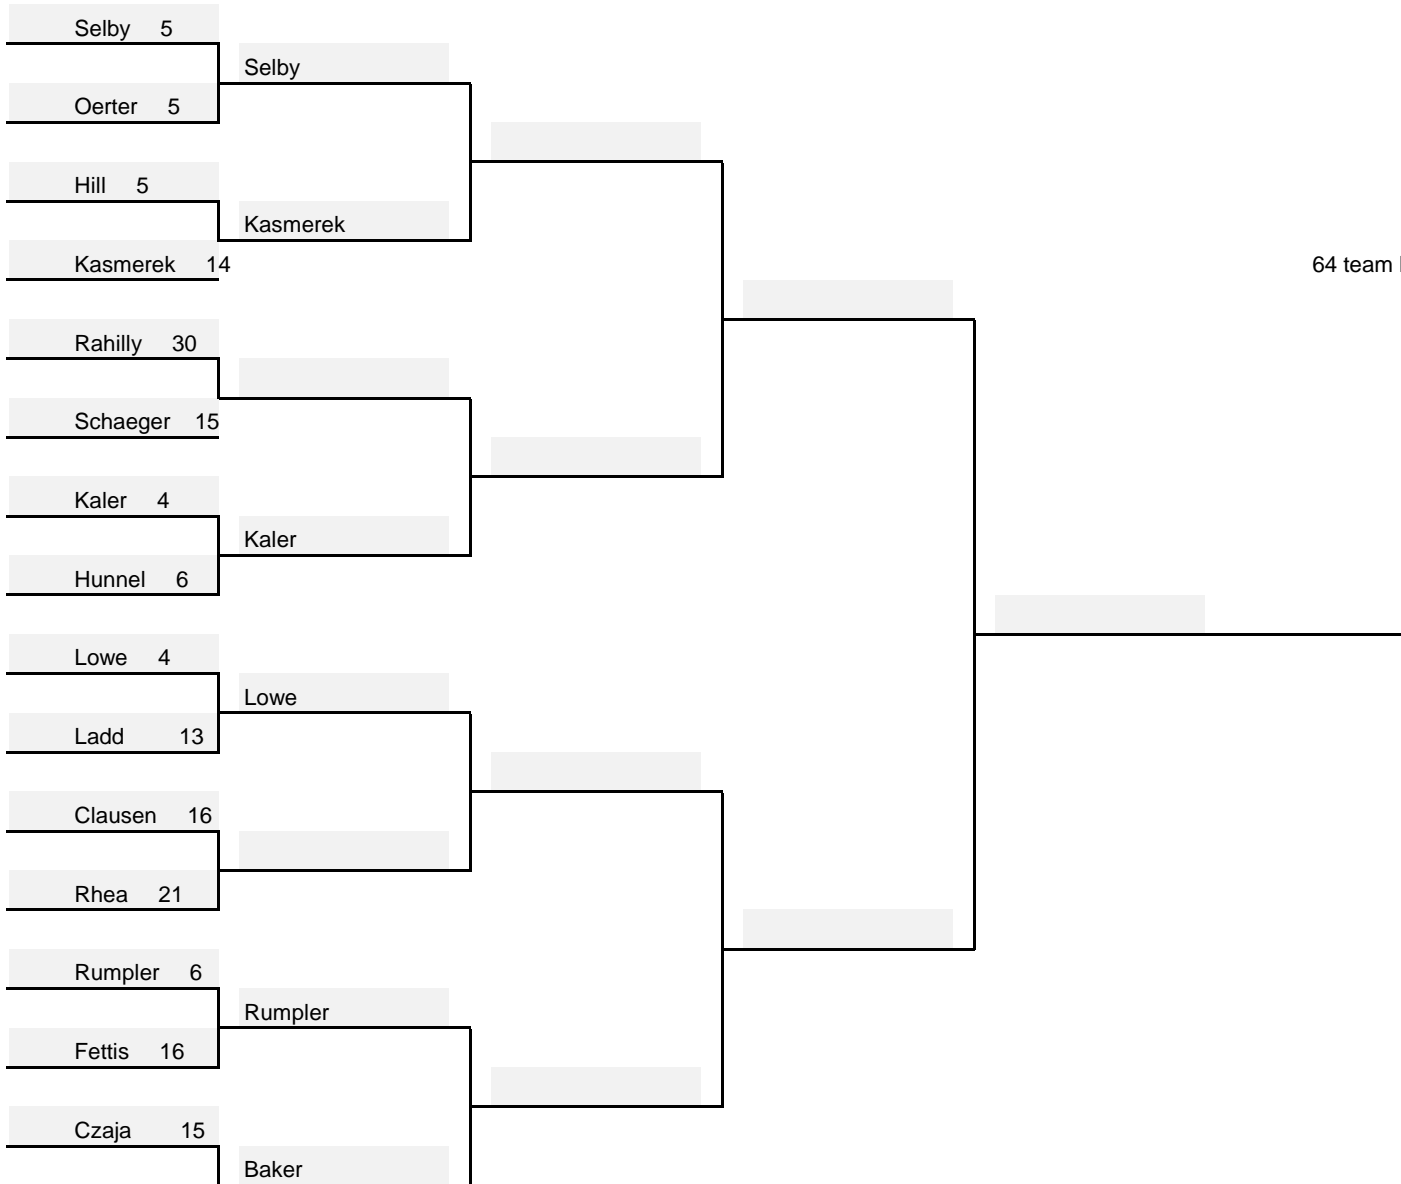 Selby 5
Selby
Oerter 5
Hill 5
Kasmerek
Kasmerek 14
64 team
Rahilly 30
Schaeger 15
Kaler 4
Kaler
Hunnel 6
Lowe 4
Lowe
Ladd 13
Clausen 16
Rhea 21
Rumpler 6
Rumpler
Fettis 16
Czaja 15
Baker